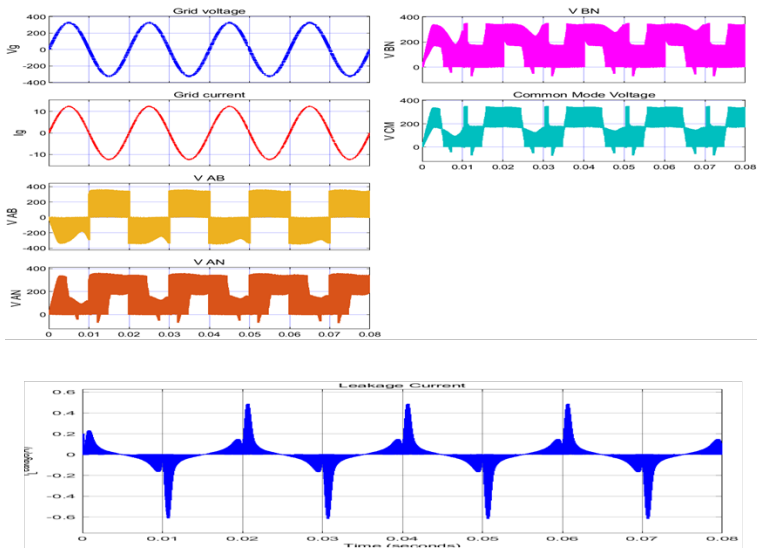 Grid voltage
400
200
0
-200
-400
Vg
Grid current
10
0
-10
Ig
V AB
400
200
0
-200
-400
V AB
V AN
400
200
0
V AN
0 0.01 0.02 0.03 0.04 0.05 0.06 0.07 0.08
V BN
400
200
0
V BN
Common Mode Voltage
400
200
0
V CM
0 0.01 0.02 0.03 0.04 0.05 0.06 0.07 0.08
Leakage Current
0.6
0.4
0.2
0
-0.2
-0.4
-0.6
0 0.01 0.02 0.03 0.04 0.05 0.06 0.07 0.08
Time (seconds)